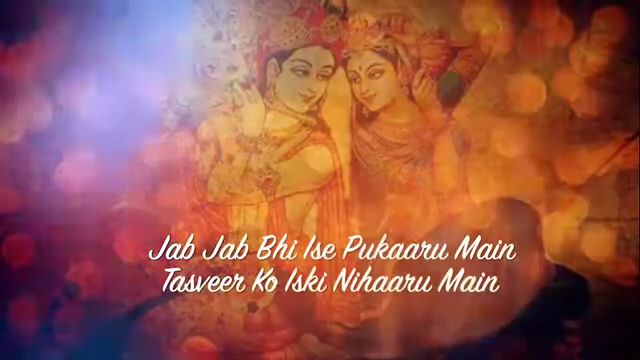 Jab Jab Bhi Ise Pukaaru Main
Tasveer Ko Iski Nihaaru Main